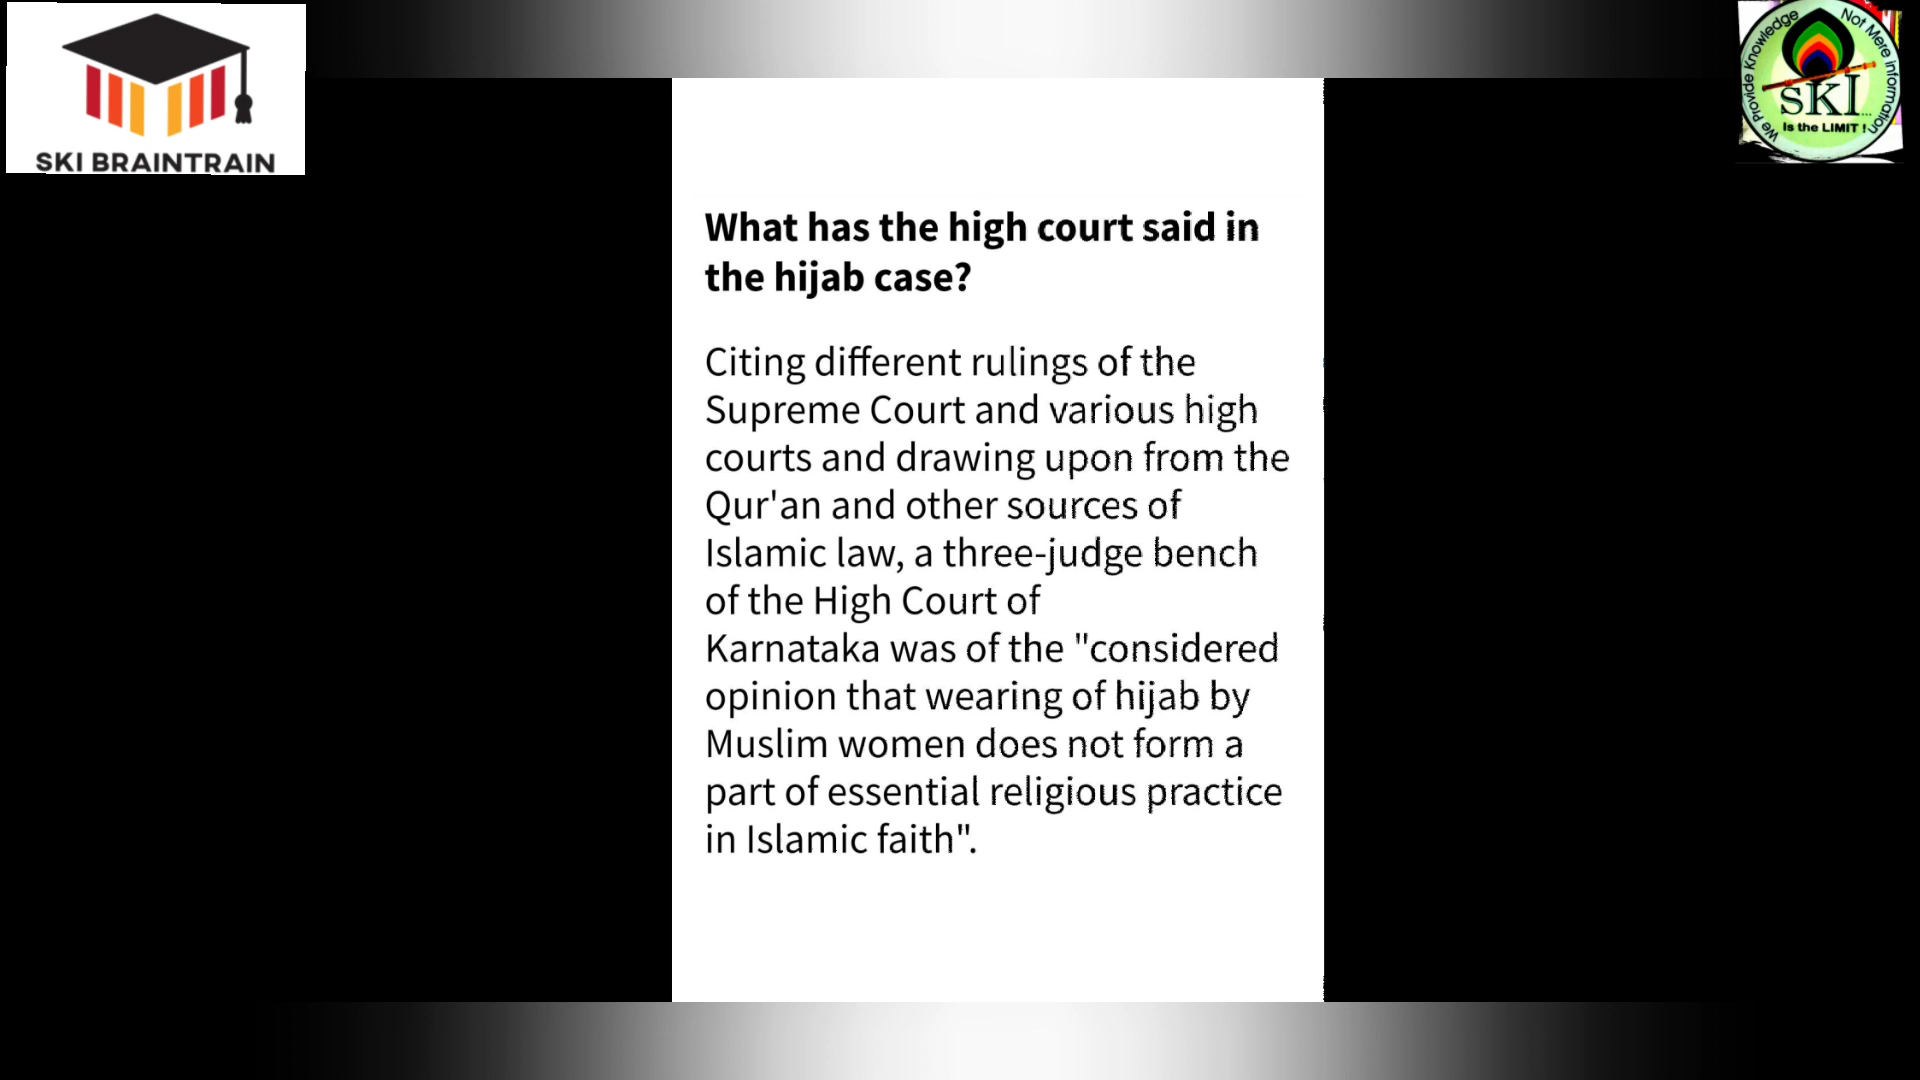 SKI BRAINTRAIN
We Provide Knowledge Not Mere Information
SKI...
Is the LIMIT !
What has the high court said in
the hijab case?
Citing different rulings of the
Supreme Court and various high
courts and drawing upon from the
Qur'an and other sources of
Islamic law, a three-judge bench
of the High Court of
Karnataka was of the "considered
opinion that wearing of hijab by
Muslim women does not form a
part of essential religious practice
in Islamic faith".